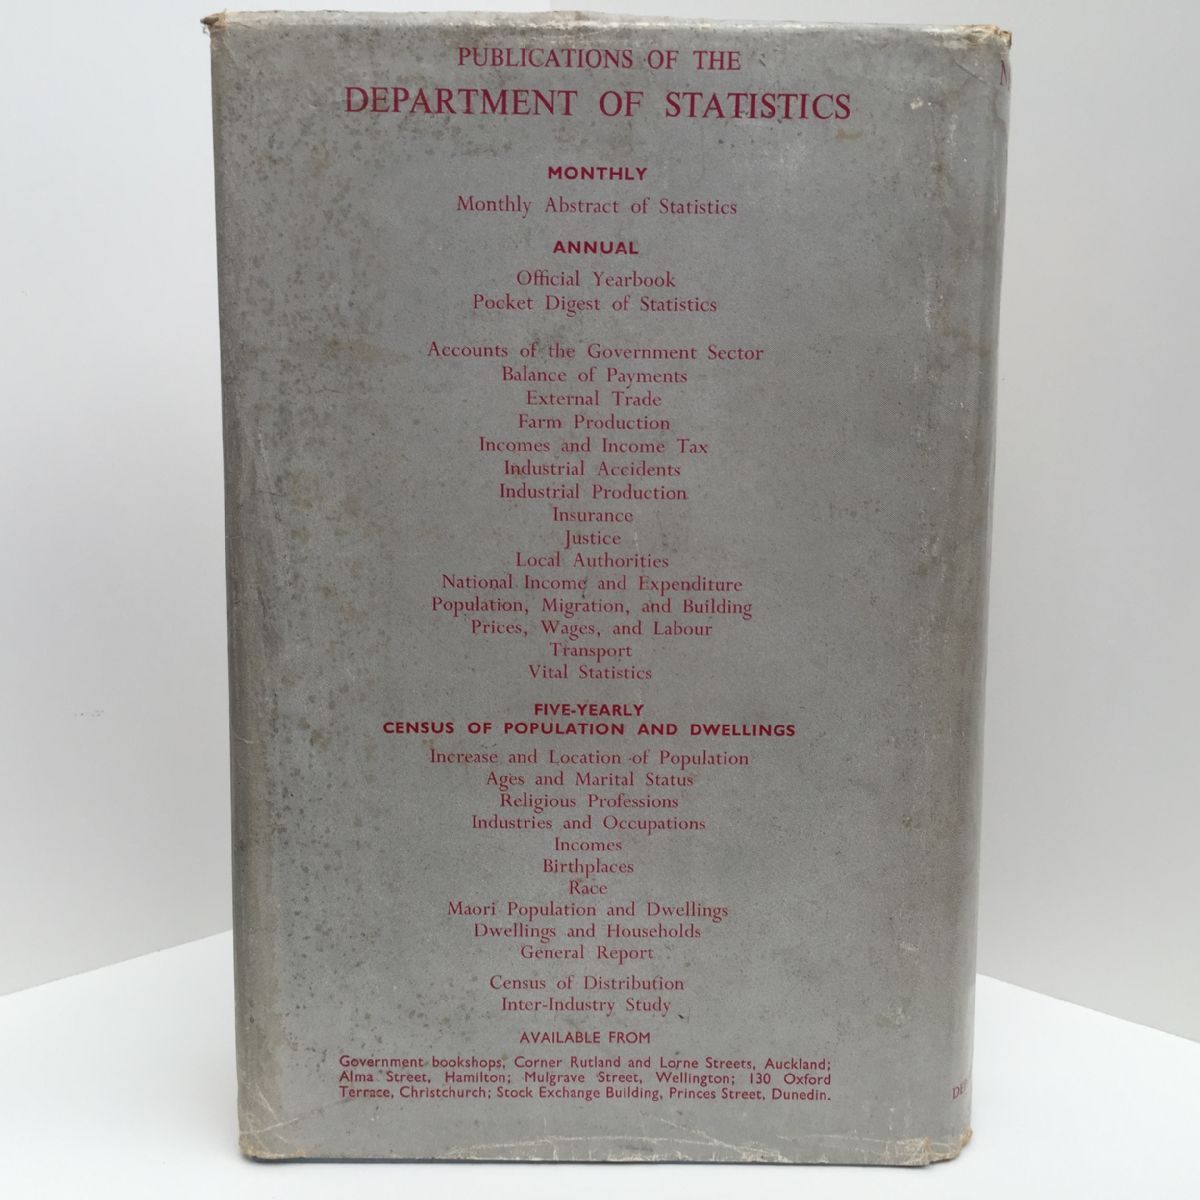 PUBLICATIONS OF THE
DEPARTMENT OF STATISTICS
MONTHLY
Monthly Abstract of Statistics
ANNUAL
Official Yearbook
Pocket Digest of Statistics
Accounts of the Government Sector
Balance of Payments
External Trade
Farm Production
Incomes and Income Tax
Industrial Accidents
Industrial Production
Insurance
Justice
Local Authorities
National Income and Expenditure
Population, Migration, and Building
Prices, Wages, and Labour
Transport
Vital Statistics
FIVE-YEARLY
CENSUS OF POPULATION AND DWELLINGS
Increase and Location of Population
Ages and Marital Status
Religious Professions
Industries and Occupations
Incomes
Birthplaces
Race
Maori Population and Dwellings
Dwellings and Households
General Report
Census of Distribution
Inter-Industry Study
AVAILABLE FROM
Government bookshops, Corner Rutland and Lorne Streets, Auckland;
Alma Street, Hamilton; Mulgrave Street, Wellington; 130 Oxford
Terrace, Christchurch; Stock Exchange Building, Princes Street, Dunedin.